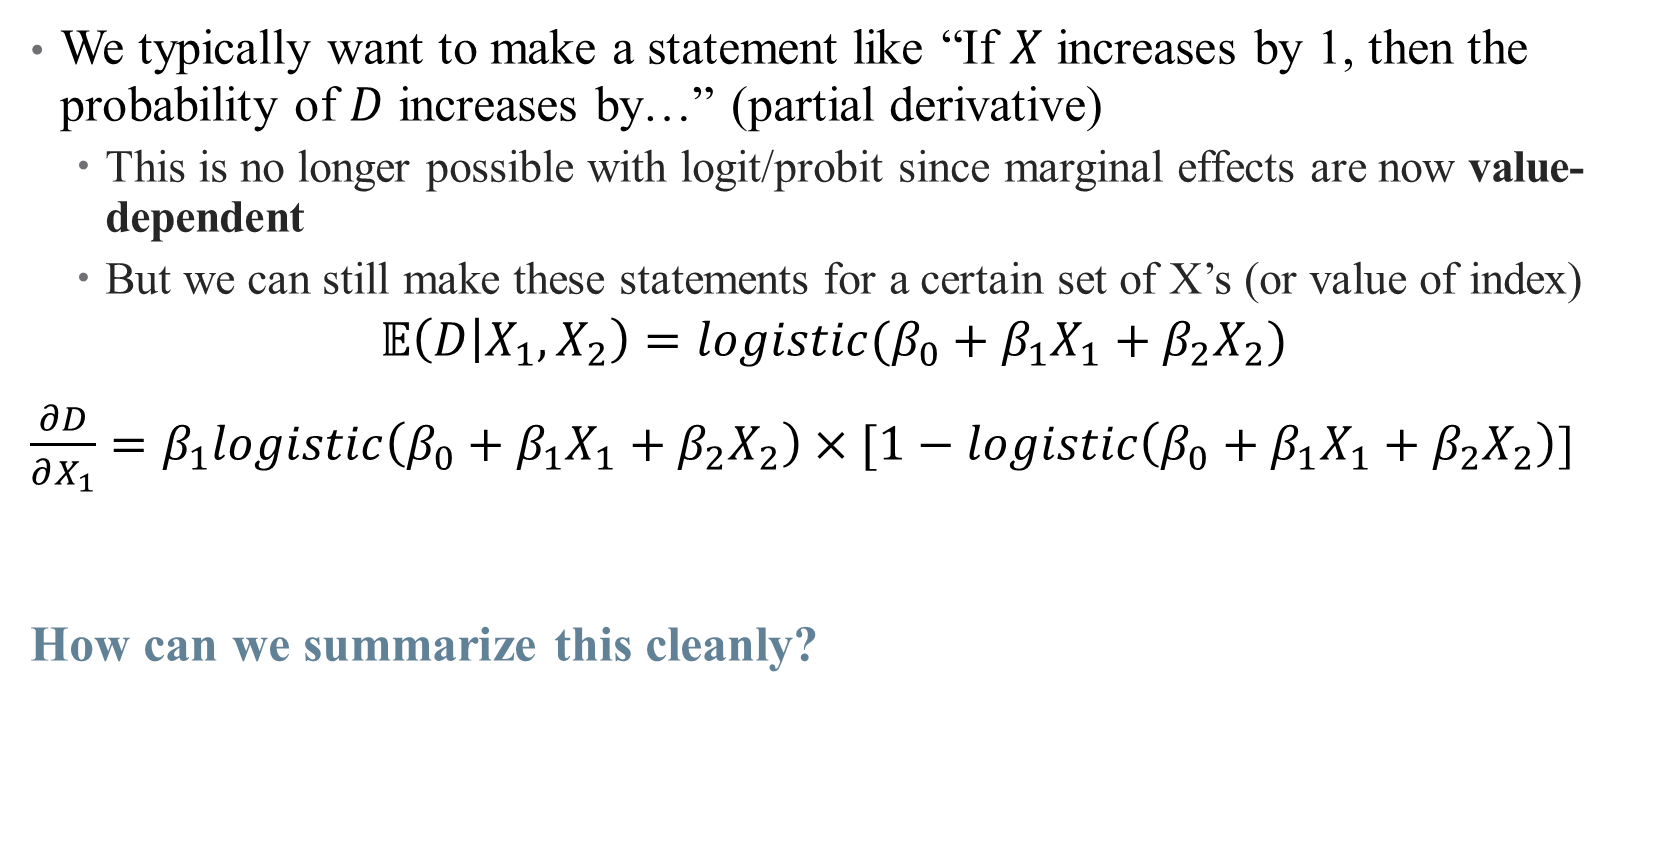 • We typically want to make a statement like “If X increases by 1, then the
probability of D increases by…” (partial derivative)
• This is no longer possible with logit/probit since marginal effects are now value-
dependent
• But we can still make these statements for a certain set of X’s (or value of index)
𝔼(D|X₁, X₂) = logistic(β₀ + β₁X₁ + β₂X₂)
∂D/∂X₁ = β₁logistic(β₀ + β₁X₁ + β₂X₂) × [1 − logistic(β₀ + β₁X₁ + β₂X₂)]
How can we summarize this cleanly?